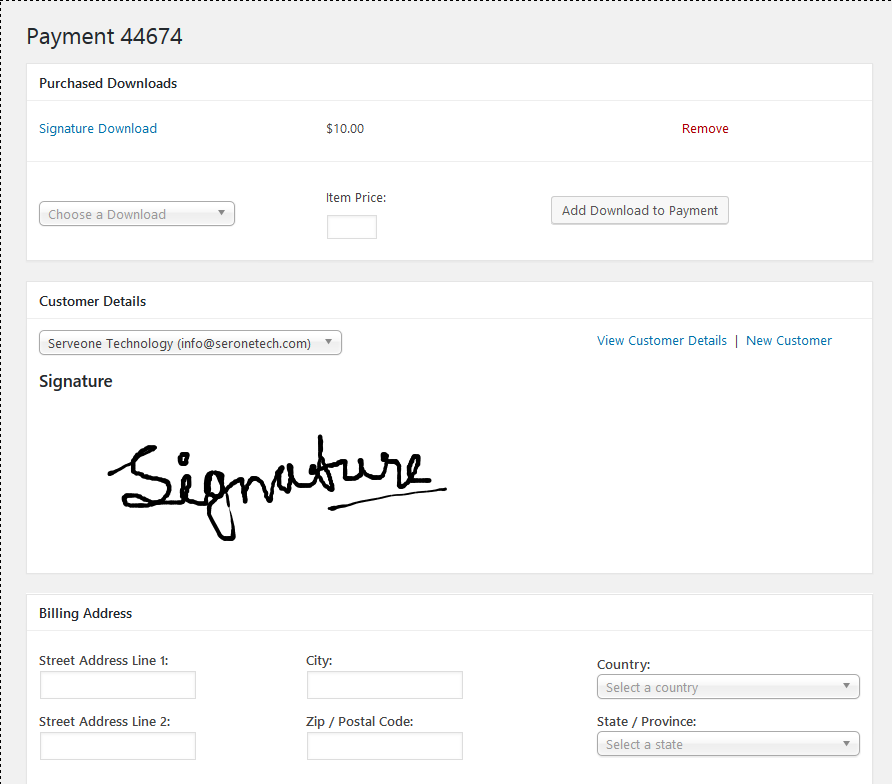 Payment 44674
Purchased Downloads
Signature Download $10.00 Remove
Item Price:
Choose a Download Add Download to Payment
Customer Details
Serveone Technology (info@seronetech.com) View Customer Details | New Customer
Signature
Signature
Billing Address
Street Address Line 1: City: Country:
Select a country
Street Address Line 2: Zip / Postal Code: State / Province:
Select a state